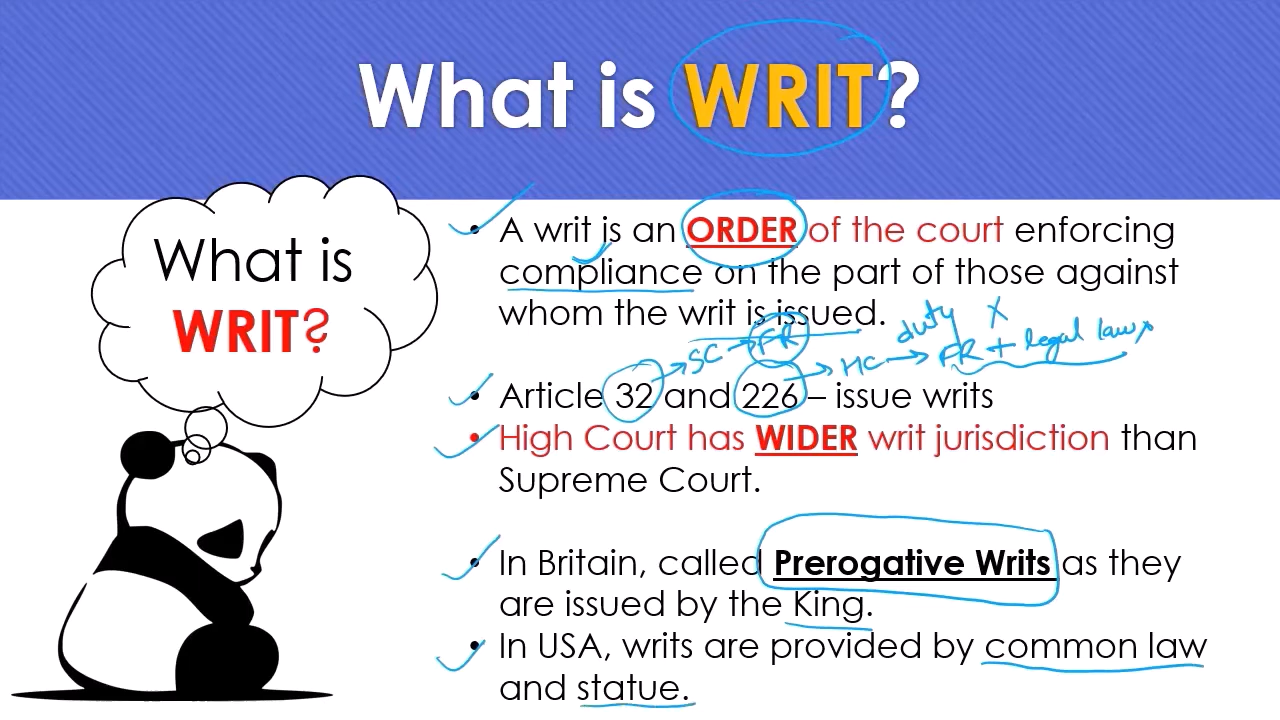 What is WRIT?
What is
WRIT?
• A writ is an ORDER of the court enforcing
compliance on the part of those against
whom the writ is issued.
duty X
→ SC → FR
→ HC → FR + legal law
• Article 32 and 226 – issue writs
• High Court has WIDER writ jurisdiction than
Supreme Court.
• In Britain, called Prerogative Writs as they
are issued by the King.
• In USA, writs are provided by common law
and statue.